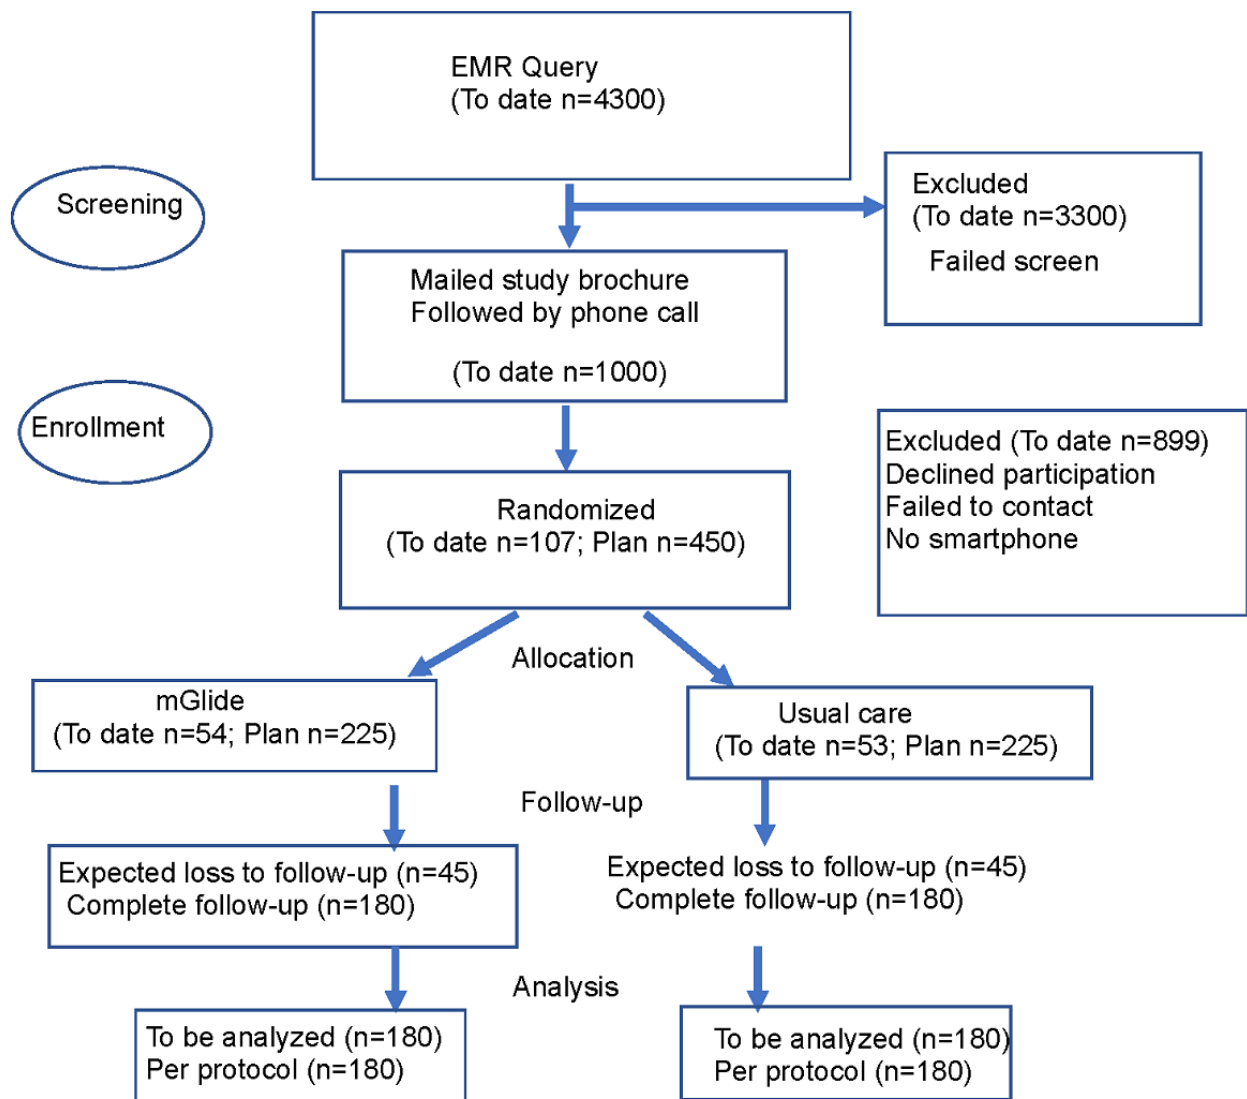 EMR Query
(To date n=4300)
Screening
Excluded
(To date n=3300)
Failed screen
Mailed study brochure
Followed by phone call
(To date n=1000)
Enrollment
Excluded (To date n=899)
Declined participation
Failed to contact
No smartphone
Randomized
(To date n=107; Plan n=450)
Allocation
mGlide
(To date n=54; Plan n=225)
Usual care
(To date n=53; Plan n=225)
Follow-up
Expected loss to follow-up (n=45)
Complete follow-up (n=180)
Expected loss to follow-up (n=45)
Complete follow-up (n=180)
Analysis
To be analyzed (n=180)
Per protocol (n=180)
To be analyzed (n=180)
Per protocol (n=180)